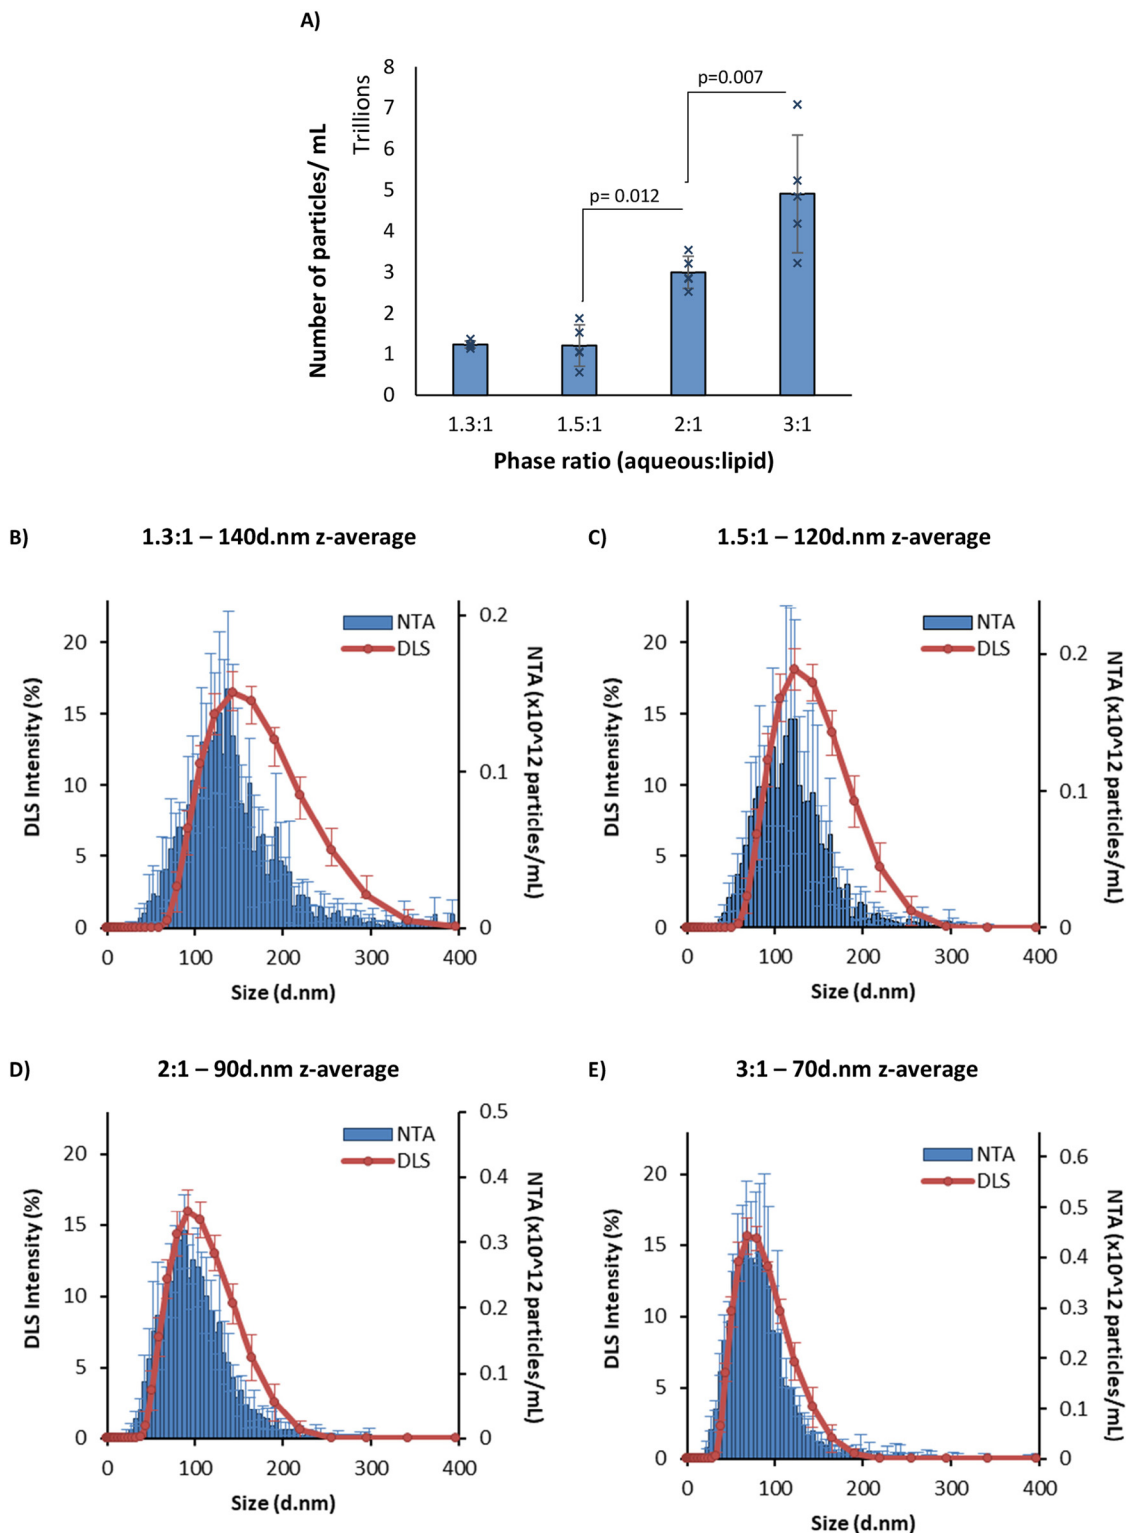 A)
Number of particles/ mL
Trillions
8
7
6
5
4
3
2
1
0
p=0.007
p= 0.012
1.3:1 1.5:1 2:1 3:1
Phase ratio (aqueous:lipid)
B) 1.3:1 – 140d.nm z-average
DLS Intensity (%)
20
15
10
5
0
NTA
DLS
0.2
0.1
0
NTA (x10^12 particles/mL)
0 100 200 300 400
Size (d.nm)
C) 1.5:1 – 120d.nm z-average
DLS Intensity (%)
20
15
10
5
0
NTA
DLS
0.2
0.1
0
NTA (x10^12 particles/mL)
0 100 200 300 400
Size (d.nm)
D) 2:1 – 90d.nm z-average
DLS Intensity (%)
20
15
10
5
0
NTA
DLS
0.5
0.4
0.3
0.2
0.1
0
NTA (x10^12 particles/mL)
0 100 200 300 400
Size (d.nm)
E) 3:1 – 70d.nm z-average
DLS Intensity (%)
20
15
10
5
0
NTA
DLS
0.6
0.5
0.4
0.3
0.2
0.1
0
NTA (x10^12 particles/mL)
0 100 200 300 400
Size (d.nm)